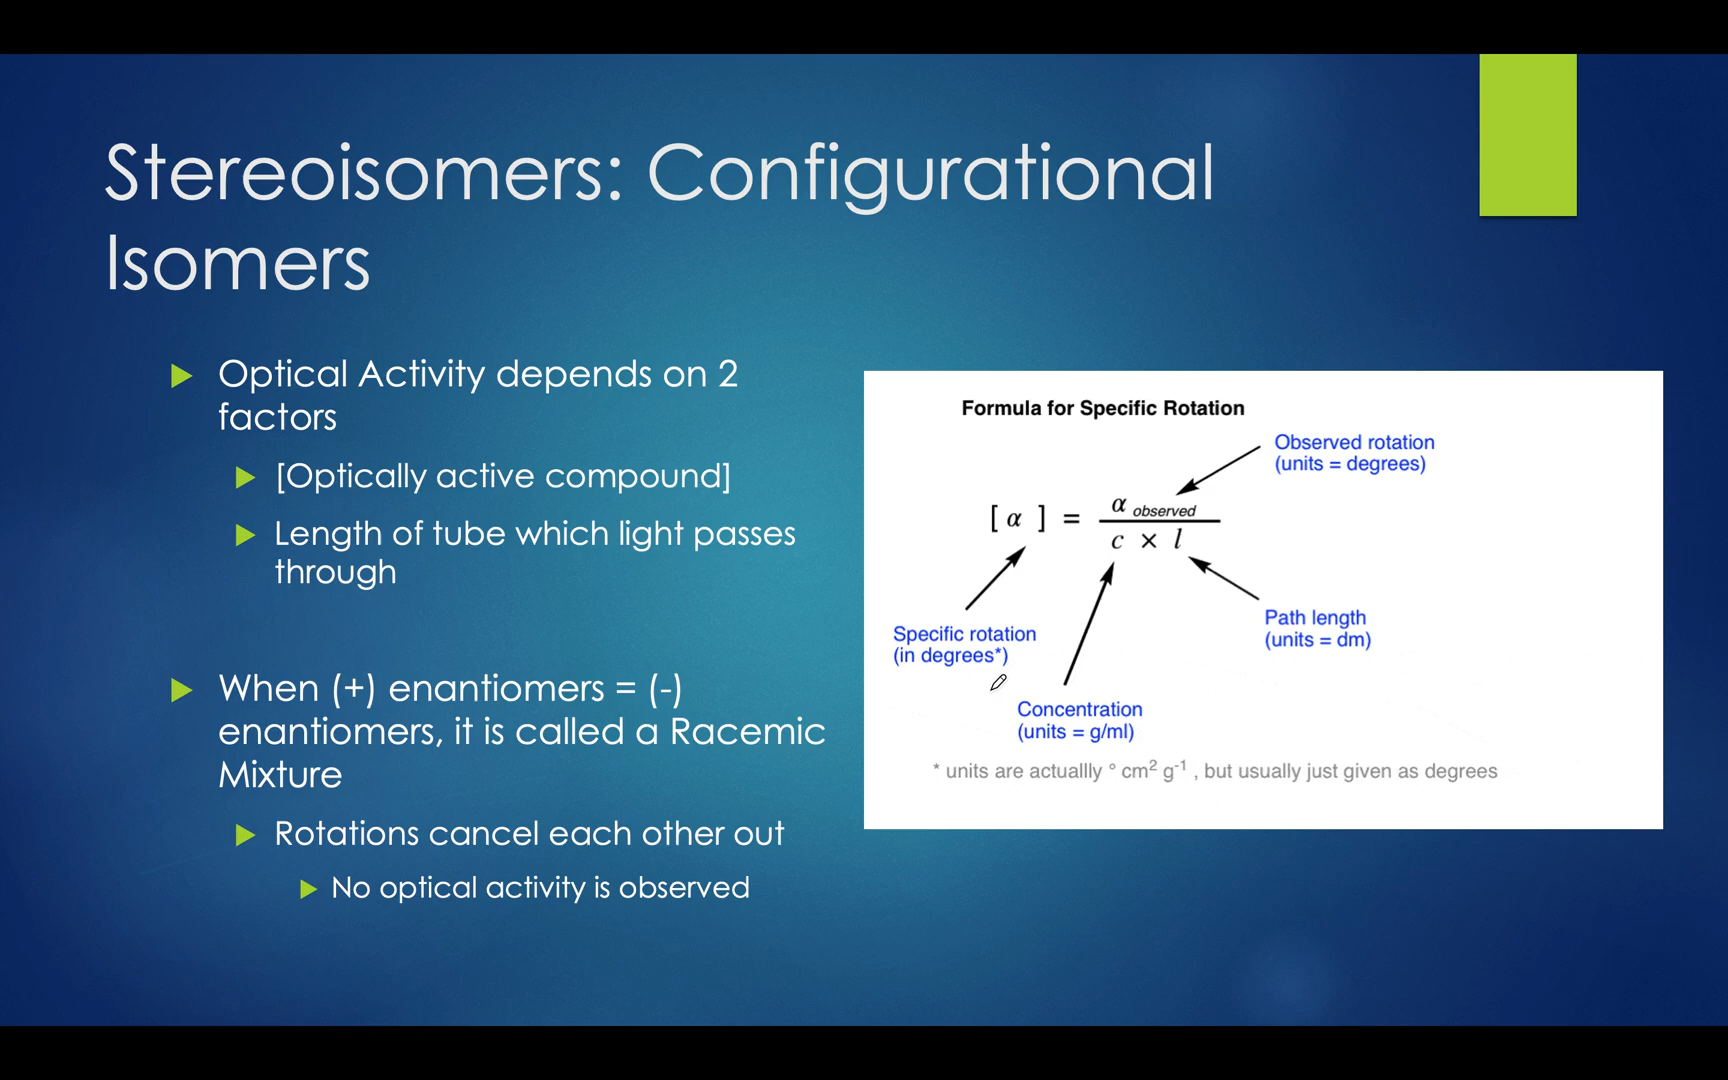 Stereoisomers: Configurational
Isomers
Optical Activity depends on 2
factors
[Optically active compound]
Length of tube which light passes
through
When (+) enantiomers = (-)
enantiomers, it is called a Racemic
Mixture
Rotations cancel each other out
No optical activity is observed
Formula for Specific Rotation
Observed rotation
(units = degrees)
[ α ] = α observed
c × l
Path length
(units = dm)
Specific rotation
(in degrees*)
Concentration
(units = g/ml)
* units are actuallly ° cm² g⁻¹ , but usually just given as degrees